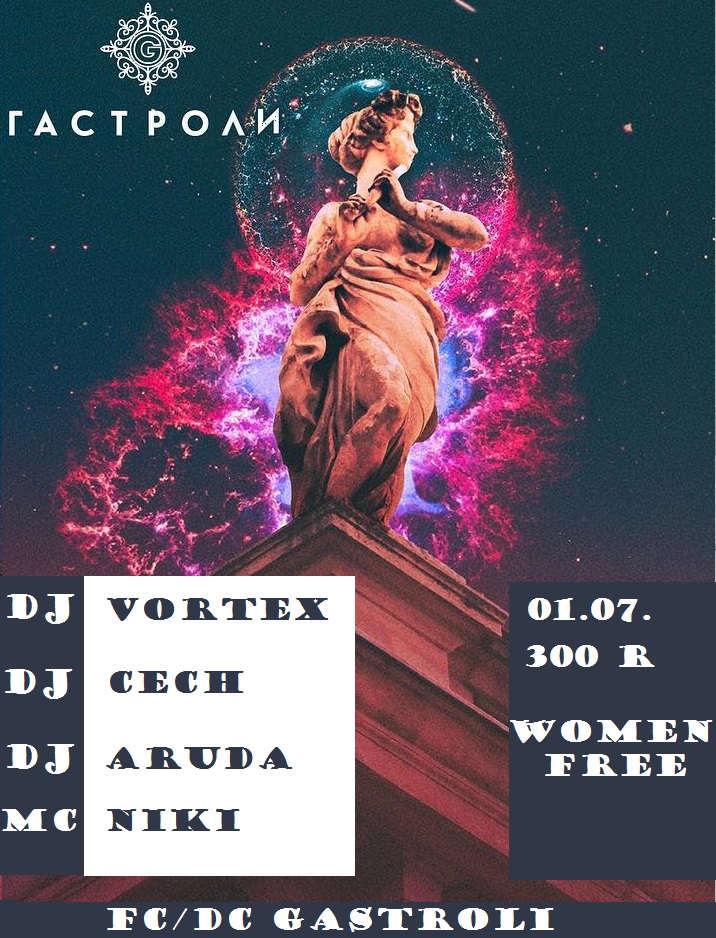 G
ГАСТРОЛИ
DJ VORTEX
DJ CECH
DJ ARUDA
MC NIKI
01.07.
300 R
WOMEN
FREE
FC/DC GASTROLI